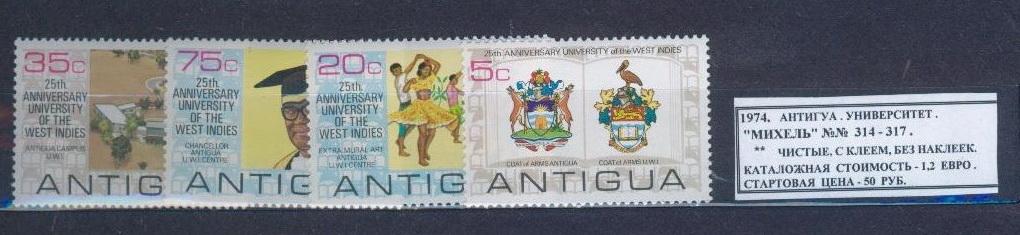 35c
25th
ANNIVERSARY
UNIVERSITY
OF THE
WEST INDIES
ANTIGUA CAMPUS
U.W.I.
ANTIG
75c
25th
ANNIVERSARY
UNIVERSITY
OF THE
WEST INDIES
CHANCELLOR
ANTIGUA
U.W.I. CENTRE
ANTIG
20c
25th
ANNIVERSARY
UNIVERSITY
OF THE
WEST INDIES
EXTRA MURAL ART
ANTIGUA
U.W.I. CENTRE
ANTIG
25th ANNIVERSARY UNIVERSITY of the WEST INDIES
5c
COAT of ARMS ANTIGUA
COAT of ARMS U.W.I.
ANTIGUA
1974. АНТИГУА . УНИВЕРСИТЕТ .
"МИХЕЛЬ" №№ 314 - 317 .
** ЧИСТЫЕ, С КЛЕЕМ, БЕЗ НАКЛЕЕК.
КАТАЛОЖНАЯ СТОИМОСТЬ - 1,2 ЕВРО .
СТАРТОВАЯ ЦЕНА - 50 РУБ.